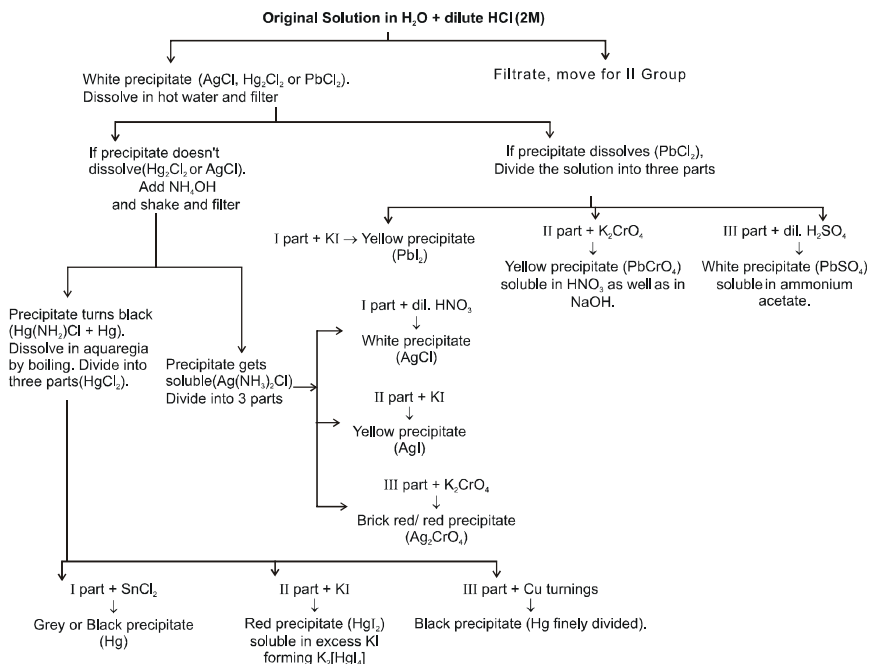 Original Solution in H₂O + dilute HCl (2M)
White precipitate (AgCl, Hg₂Cl₂ or PbCl₂).
Dissolve in hot water and filter
Filtrate, move for II Group
If precipitate doesn't
dissolve(Hg₂Cl₂ or AgCl).
Add NH₄OH
and shake and filter
If precipitate dissolves (PbCl₂),
Divide the solution into three parts
I part + KI → Yellow precipitate
(PbI₂)
II part + K₂CrO₄
↓
Yellow precipitate (PbCrO₄)
soluble in HNO₃ as well as in
NaOH.
III part + dil. H₂SO₄
↓
White precipitate (PbSO₄)
soluble in ammonium
acetate.
Precipitate turns black
(Hg(NH₂)Cl + Hg).
Dissolve in aquaregia
by boiling. Divide into
three parts(HgCl₂).
Precipitate gets
soluble(Ag(NH₃)₂Cl)
Divide into 3 parts
I part + dil. HNO₃
↓
White precipitate
(AgCl)
II part + KI
↓
Yellow precipitate
(AgI)
III part + K₂CrO₄
↓
Brick red/ red precipitate
(Ag₂CrO₄)
I part + SnCl₂
↓
Grey or Black precipitate
(Hg)
II part + KI
↓
Red precipitate (HgI₂)
soluble in excess KI
forming K₂[HgI₄]
III part + Cu turnings
↓
Black precipitate (Hg finely divided).